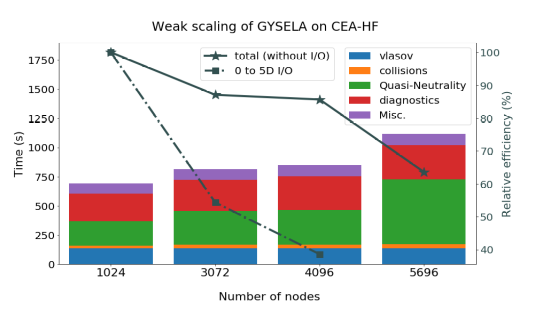 Weak scaling of GYSELA on CEA-HF
total (without I/O)
0 to 5D I/O
vlasov
collisions
Quasi-Neutrality
diagnostics
Misc.
Time (s)
1750
1500
1250
1000
750
500
250
0
100
90
80
70
60
50
40
Relative efficiency (%)
1024 3072 4096 5696
Number of nodes